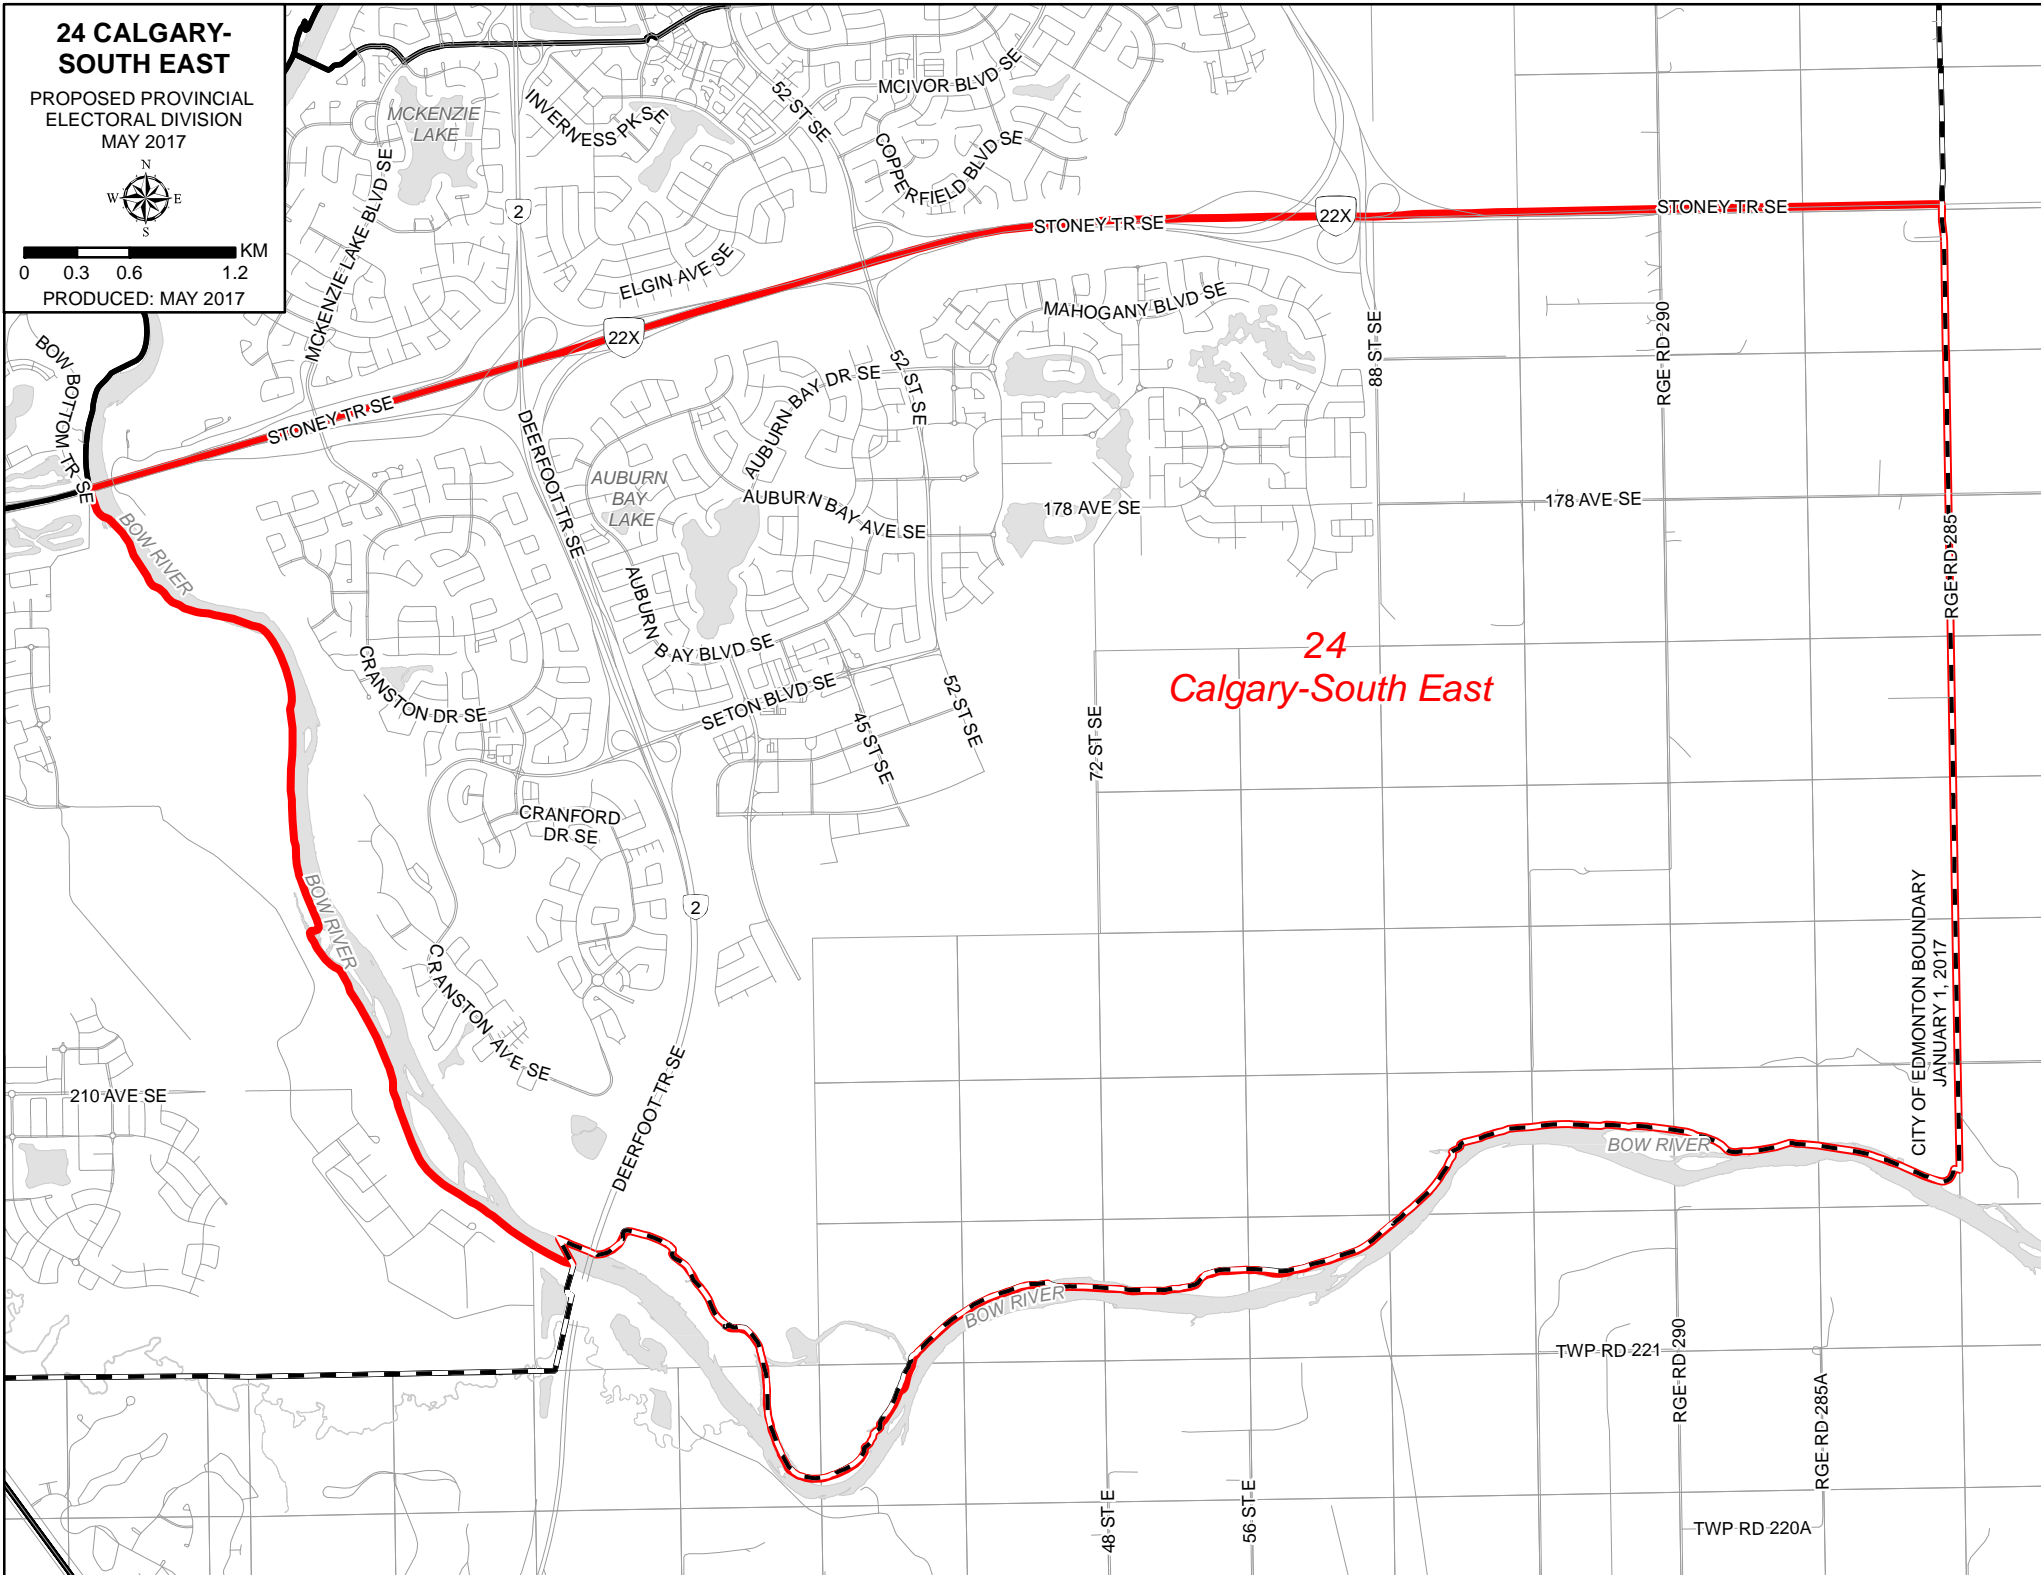 24 CALGARY-
SOUTH EAST
PROPOSED PROVINCIAL
ELECTORAL DIVISION
MAY 2017
N
W E
S
KM
0 0.3 0.6 1.2
PRODUCED: MAY 2017
MCKENZIE
LAKE
INVERNESS PK SE
52 ST SE
MCIVOR BLVD SE
COPPERFIELD BLVD SE
MCKENZIE LAKE BLVD SE
2
ELGIN AVE SE
STONEY TR SE
22X
STONEY TR SE
22X
MAHOGANY BLVD SE
BOW BOTTOM TR SE
STONEY TR SE
52 ST SE
88 ST SE
RGE RD 290
AUBURN BAY DR SE
DEERFOOT TR SE
AUBURN
BAY
LAKE
AUBURN BAY AVE SE
178 AVE SE
178 AVE SE
RGE RD 285
BOW RIVER
AUBURN BAY BLVD SE
24
Calgary-South East
CRANSTON DR SE
SETON BLVD SE
45 ST SE
52 ST SE
72 ST SE
CRANFORD
DR SE
2
BOW RIVER
CRANSTON AVE SE
CITY OF EDMONTON BOUNDARY
JANUARY 1, 2017
210 AVE SE
DEERFOOT TR SE
BOW RIVER
BOW RIVER
TWP RD 221
RGE RD 290
RGE RD 285A
48 ST E
56 ST E
TWP RD 220A